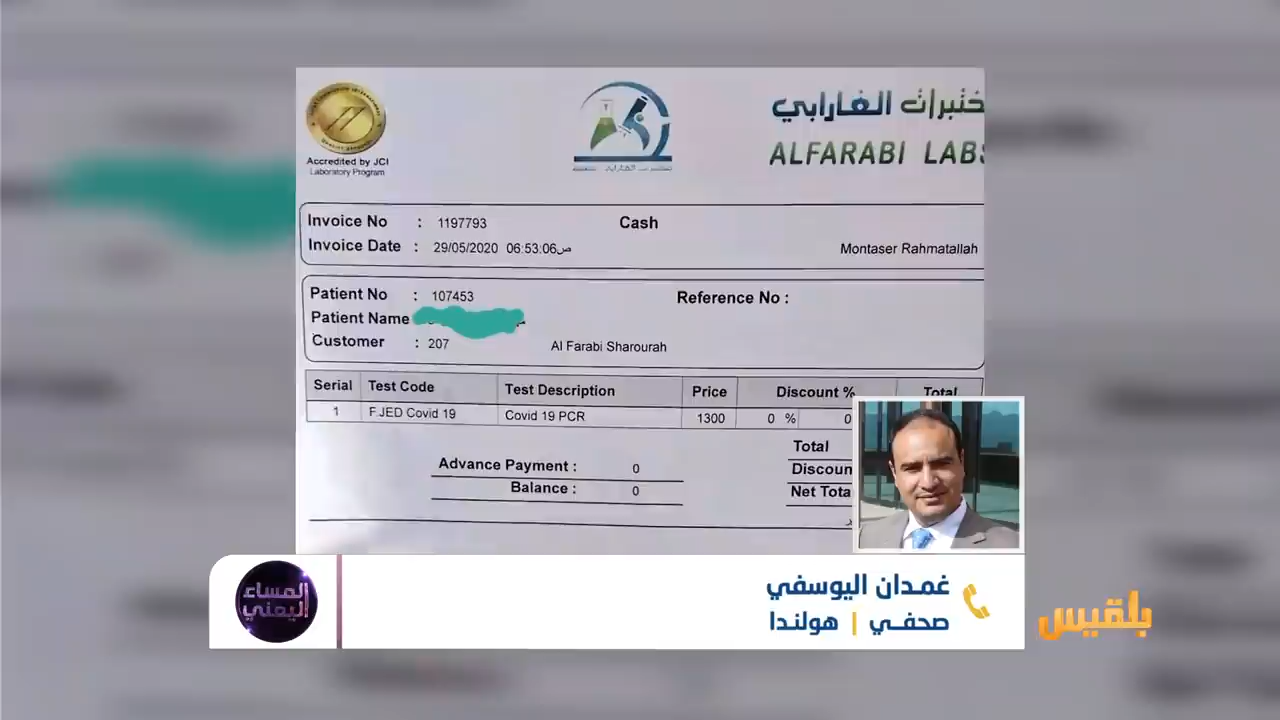 Accredited by JCI
Laboratory Program
ختبرات الفارابي
ALFARABI LABS
Invoice No : 1197793 Cash
Invoice Date : 29/05/2020 06:53:06ص
Montaser Rahmatallah
Patient No : 107453 Reference No :
Patient Name
Customer : 207 Al Farabi Sharourah
Serial Test Code Test Description Price Discount % Total
1 F.JED Covid 19 Covid 19 PCR 1300 0 % 0
Total
Advance Payment : 0 Discoun
Balance : 0 Net Tota
المساء اليمني
غمدان اليوسفي
صحفي | هولندا
بلقيس